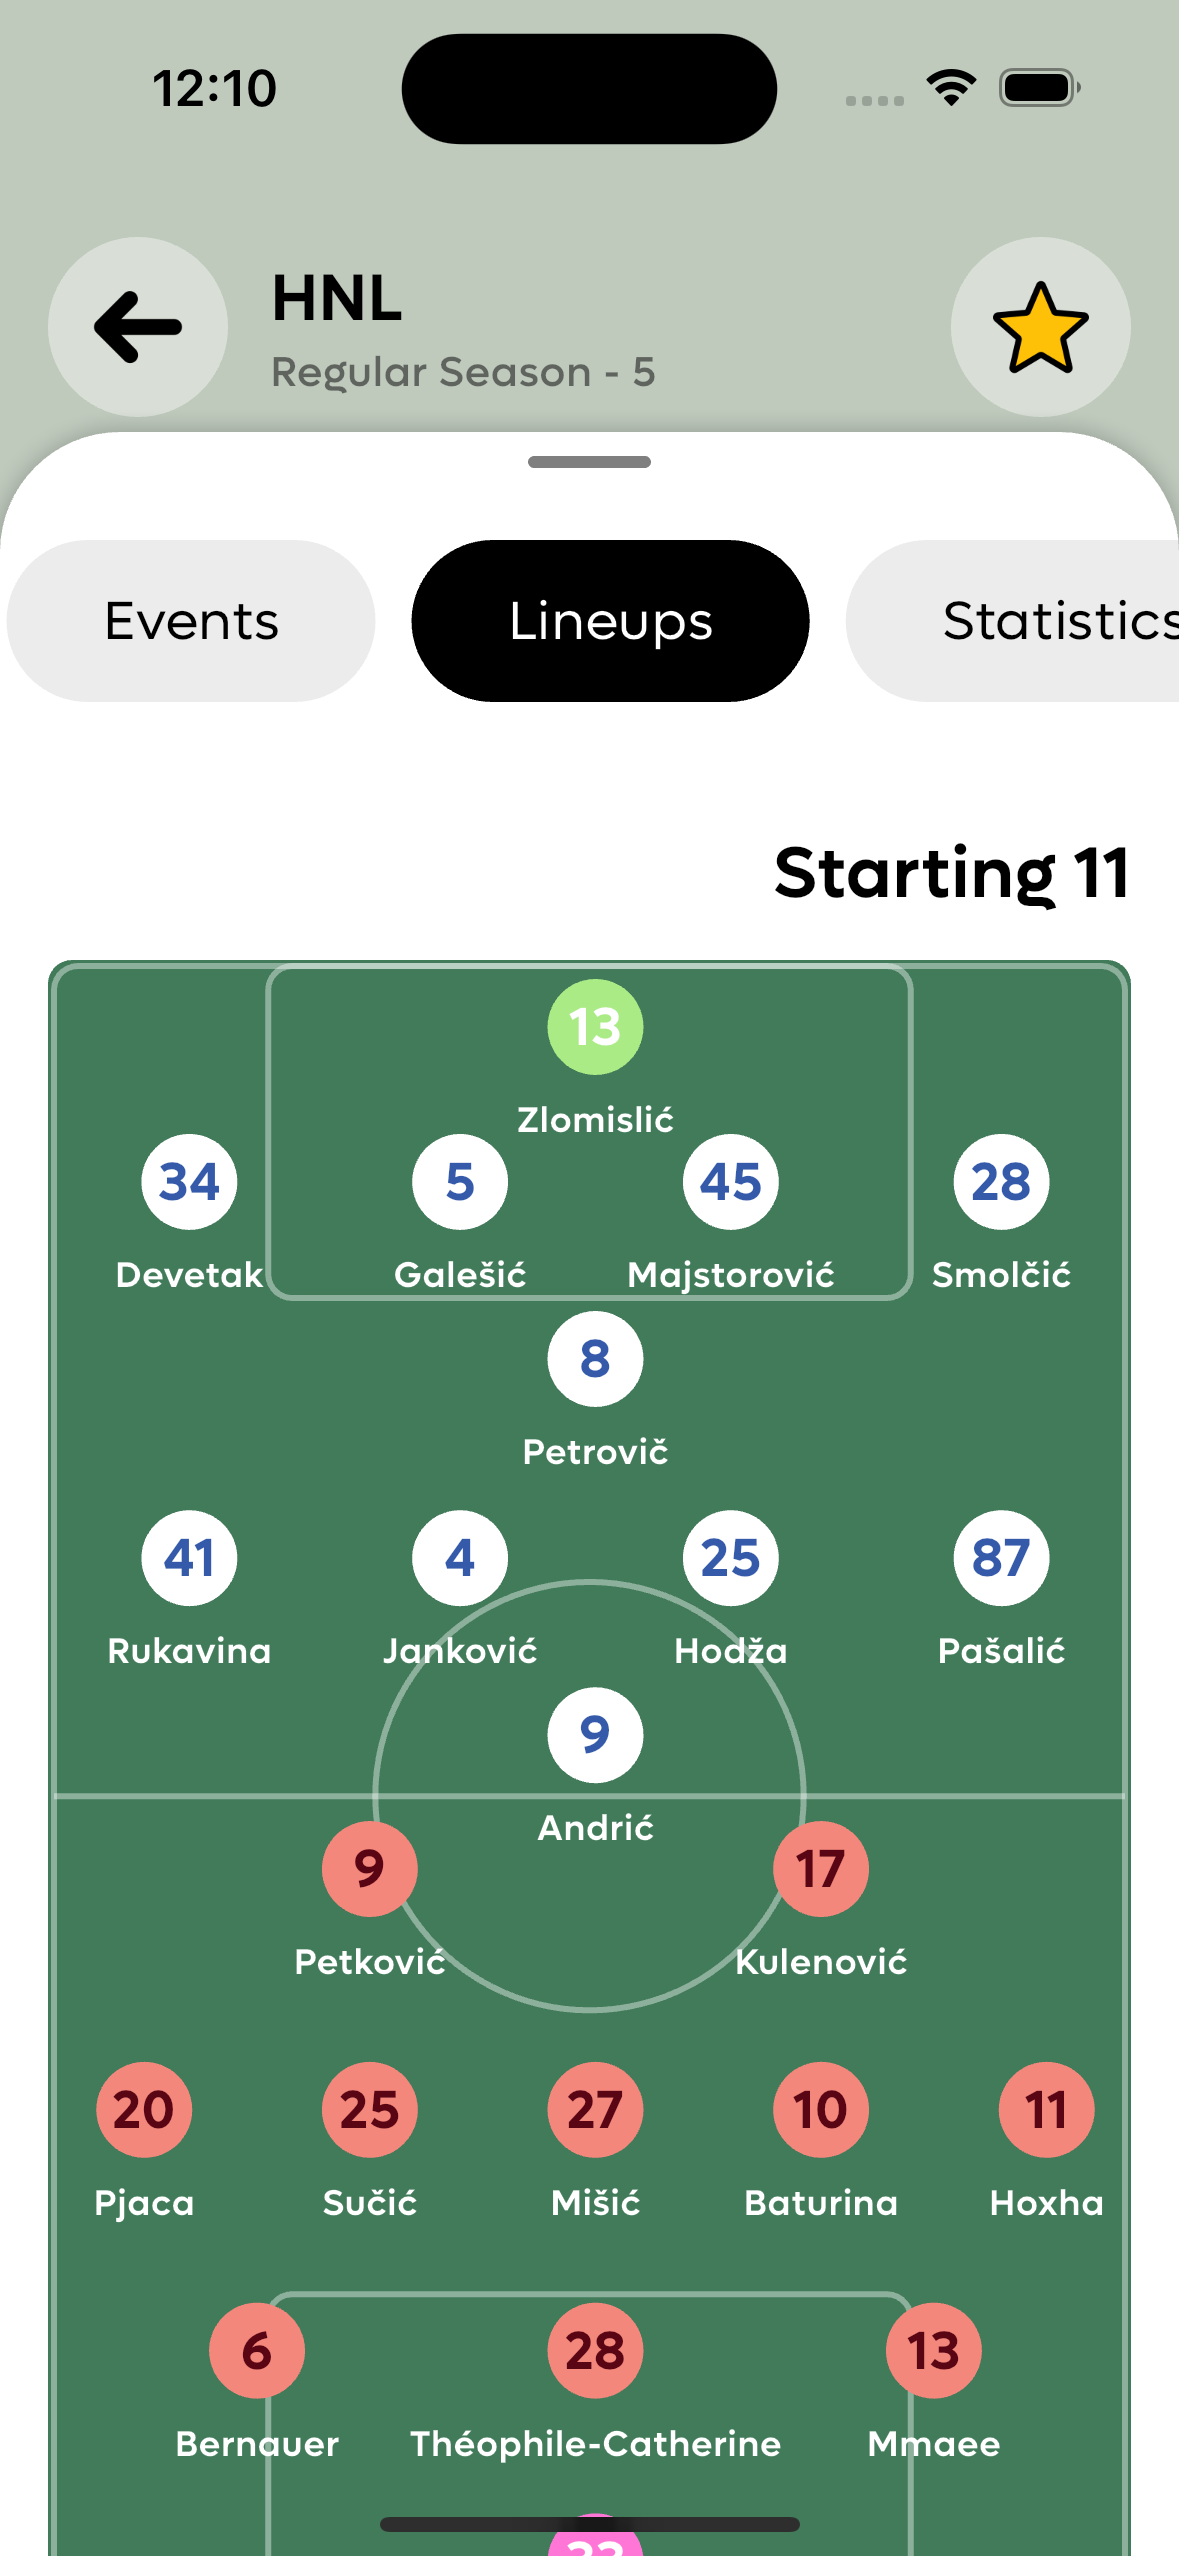 12:10
HNL
Regular Season - 5
Events Lineups Statistics
Starting 11
13
Zlomislić
34 5 45 28
Devetak Galešić Majstorović Smolčić
8
Petrovič
41 4 25 87
Rukavina Janković Hodža Pašalić
9
Andrić
9 17
Petković Kulenović
20 25 27 10 11
Pjaca Sučić Mišić Baturina Hoxha
6 28 13
Bernauer Théophile-Catherine Mmaee